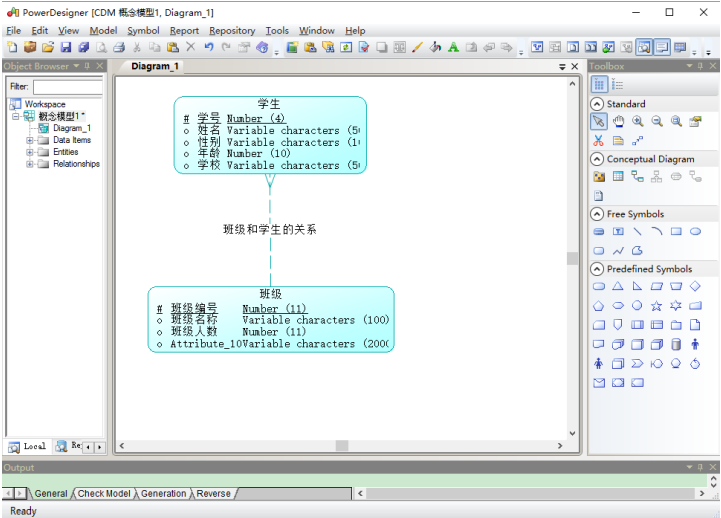 PowerDesigner [CDM 概念模型1, Diagram_1]
File Edit View Model Symbol Report Repository Tools Window Help
Object Browser
Diagram_1
Toolbox
Filter:
Workspace
概念模型1 *
Diagram_1
Data Items
Entities
Relationships
学生
# 学号 Number (4)
o 姓名 Variable characters (50
o 性别 Variable characters (10
o 年龄 Number (10)
o 学校 Variable characters (50
班级和学生的关系
班级
# 班级编号 Number (11)
o 班级名称 Variable characters (100)
o 班级人数 Number (11)
o Attribute_10Variable characters (200
Standard
Conceptual Diagram
Free Symbols
Predefined Symbols
Local
Output
General Check Model Generation Reverse
Ready